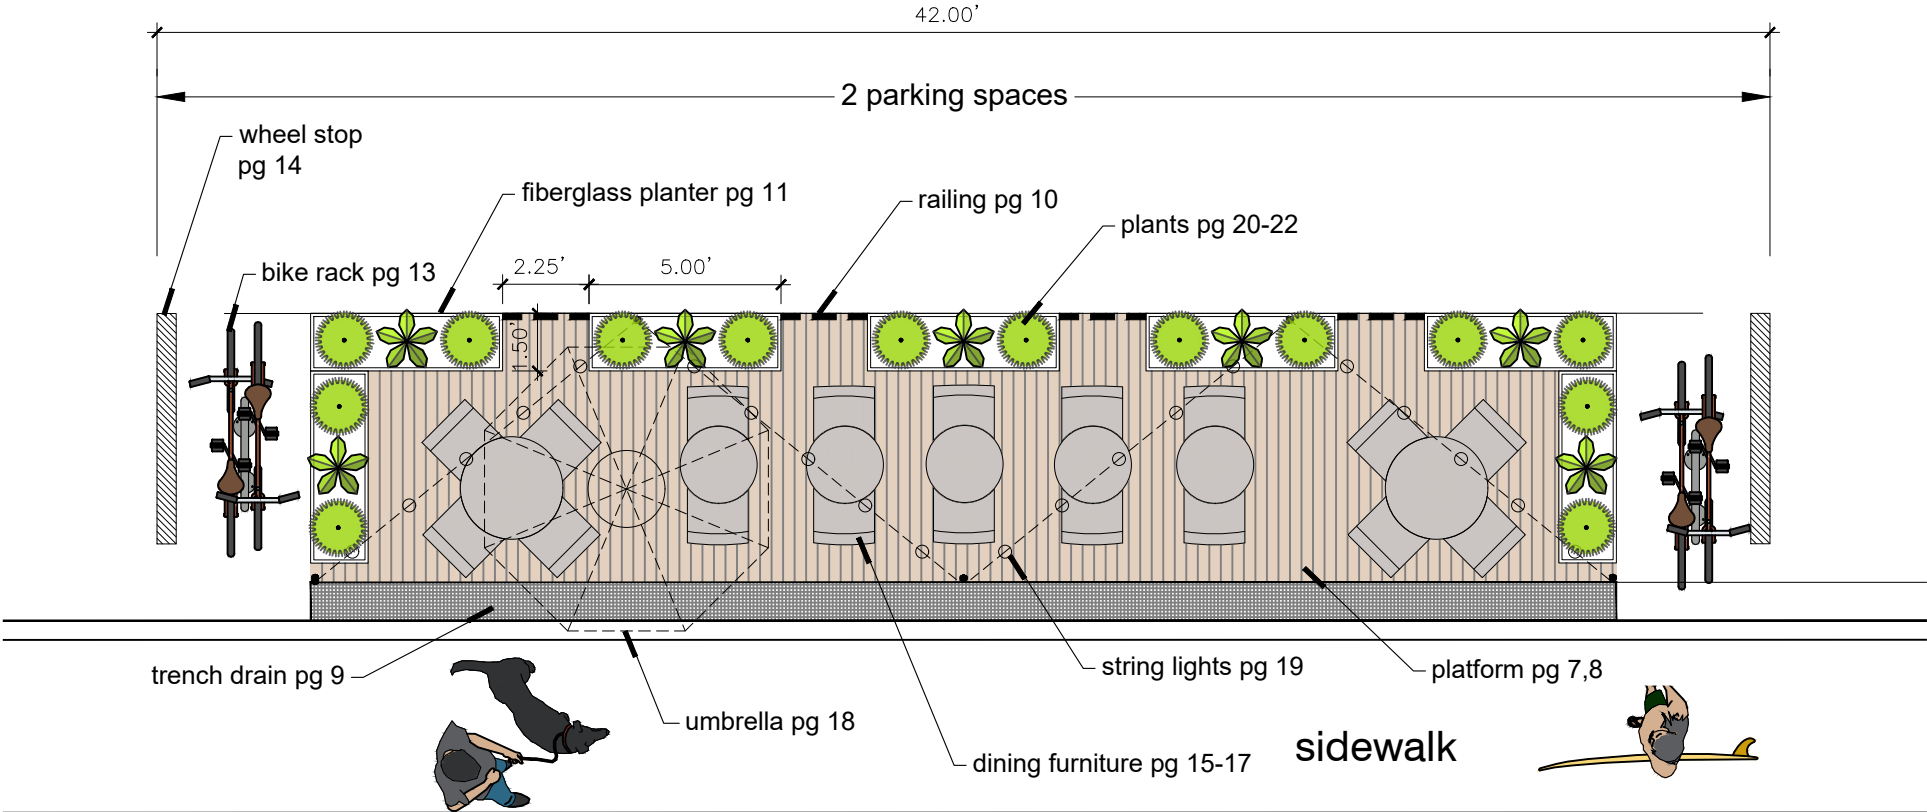 42.00'
2 parking spaces
wheel stop
pg 14
fiberglass planter pg 11
railing pg 10
plants pg 20-22
bike rack pg 13
2.25'
5.00'
1.50'
trench drain pg 9
string lights pg 19
platform pg 7,8
umbrella pg 18
dining furniture pg 15-17
sidewalk